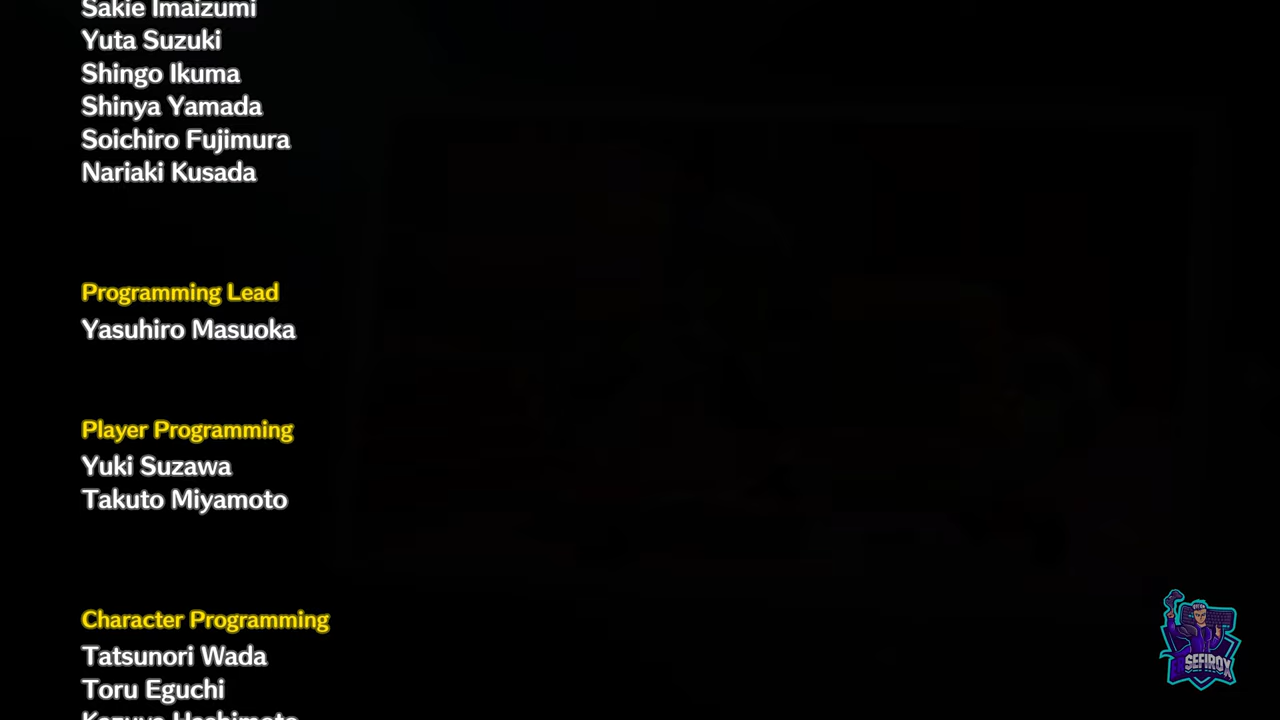 Sakie Imaizumi
Yuta Suzuki
Shingo Ikuma
Shinya Yamada
Soichiro Fujimura
Nariaki Kusada
Programming Lead
Yasuhiro Masuoka
Player Programming
Yuki Suzawa
Takuto Miyamoto
Character Programming
Tatsunori Wada
Toru Eguchi
SEFIROX